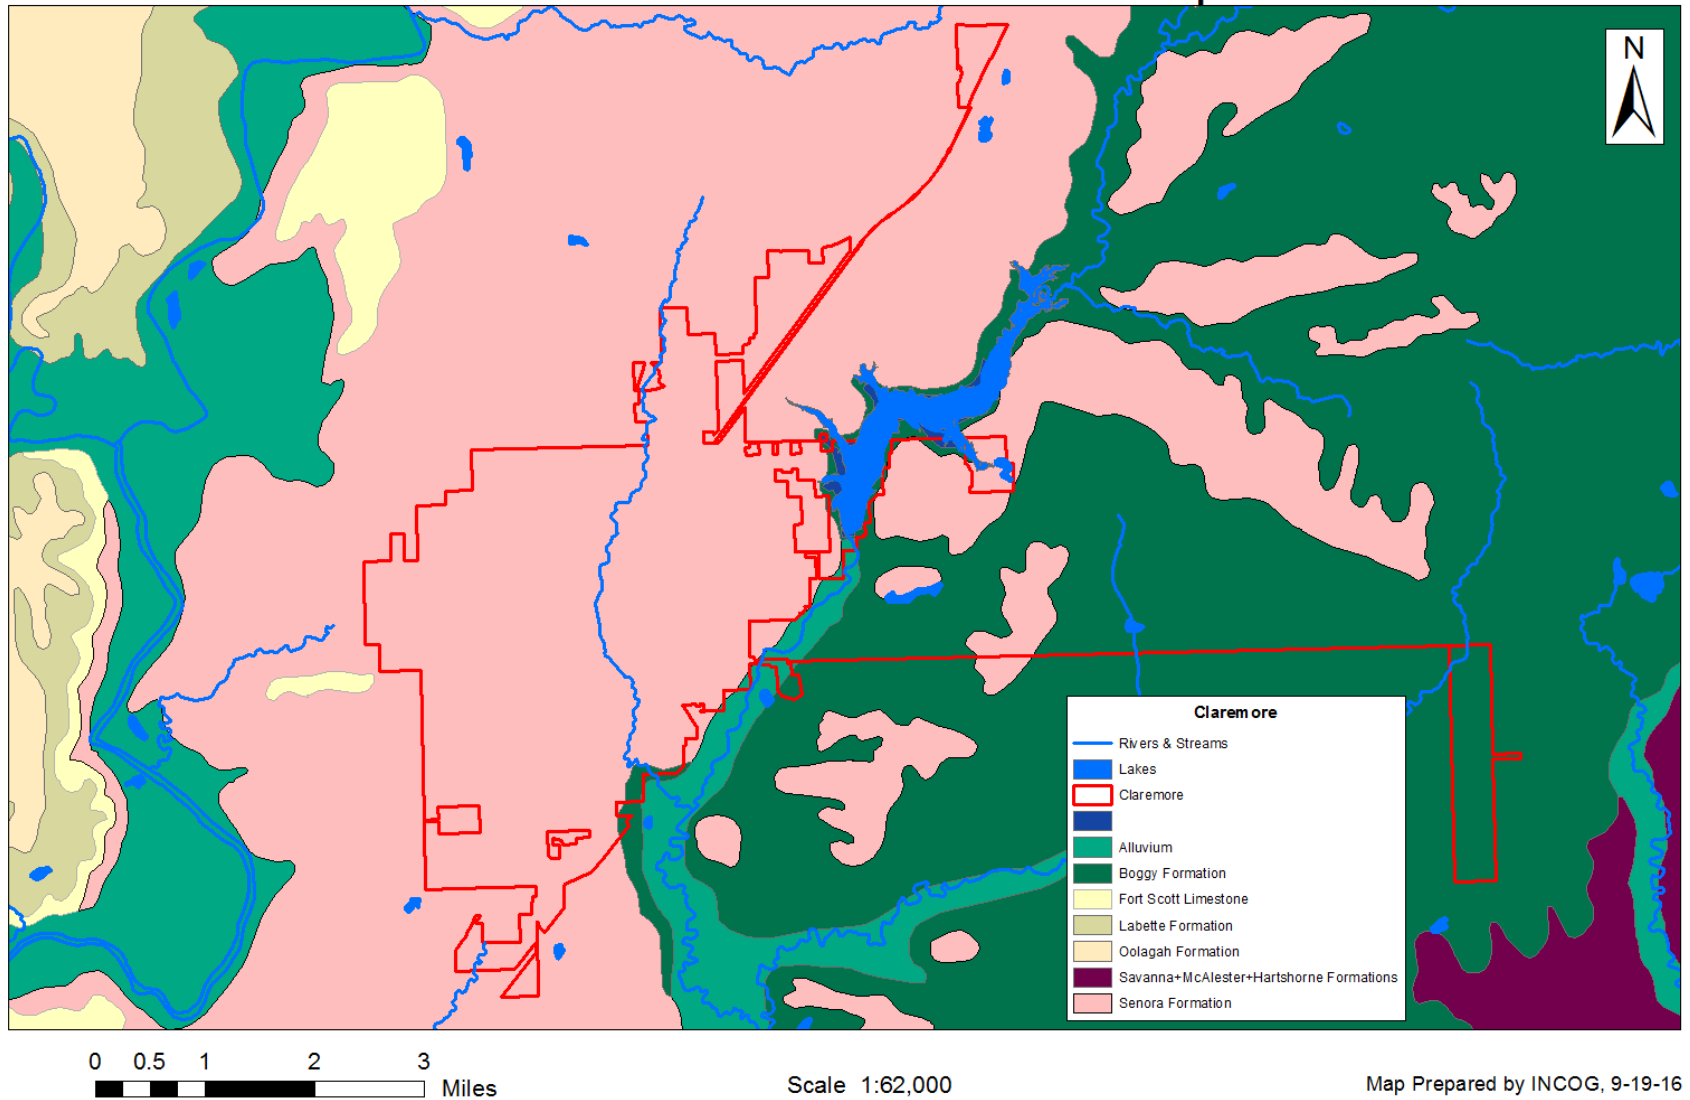 N
Claremore
Rivers & Streams
Lakes
Claremore
Alluvium
Boggy Formation
Fort Scott Limestone
Labette Formation
Oolagah Formation
Savanna+McAlester+Hartshorne Formations
Senora Formation
0 0.5 1 2 3
Miles
Scale 1:62,000
Map Prepared by INCOG, 9-19-16